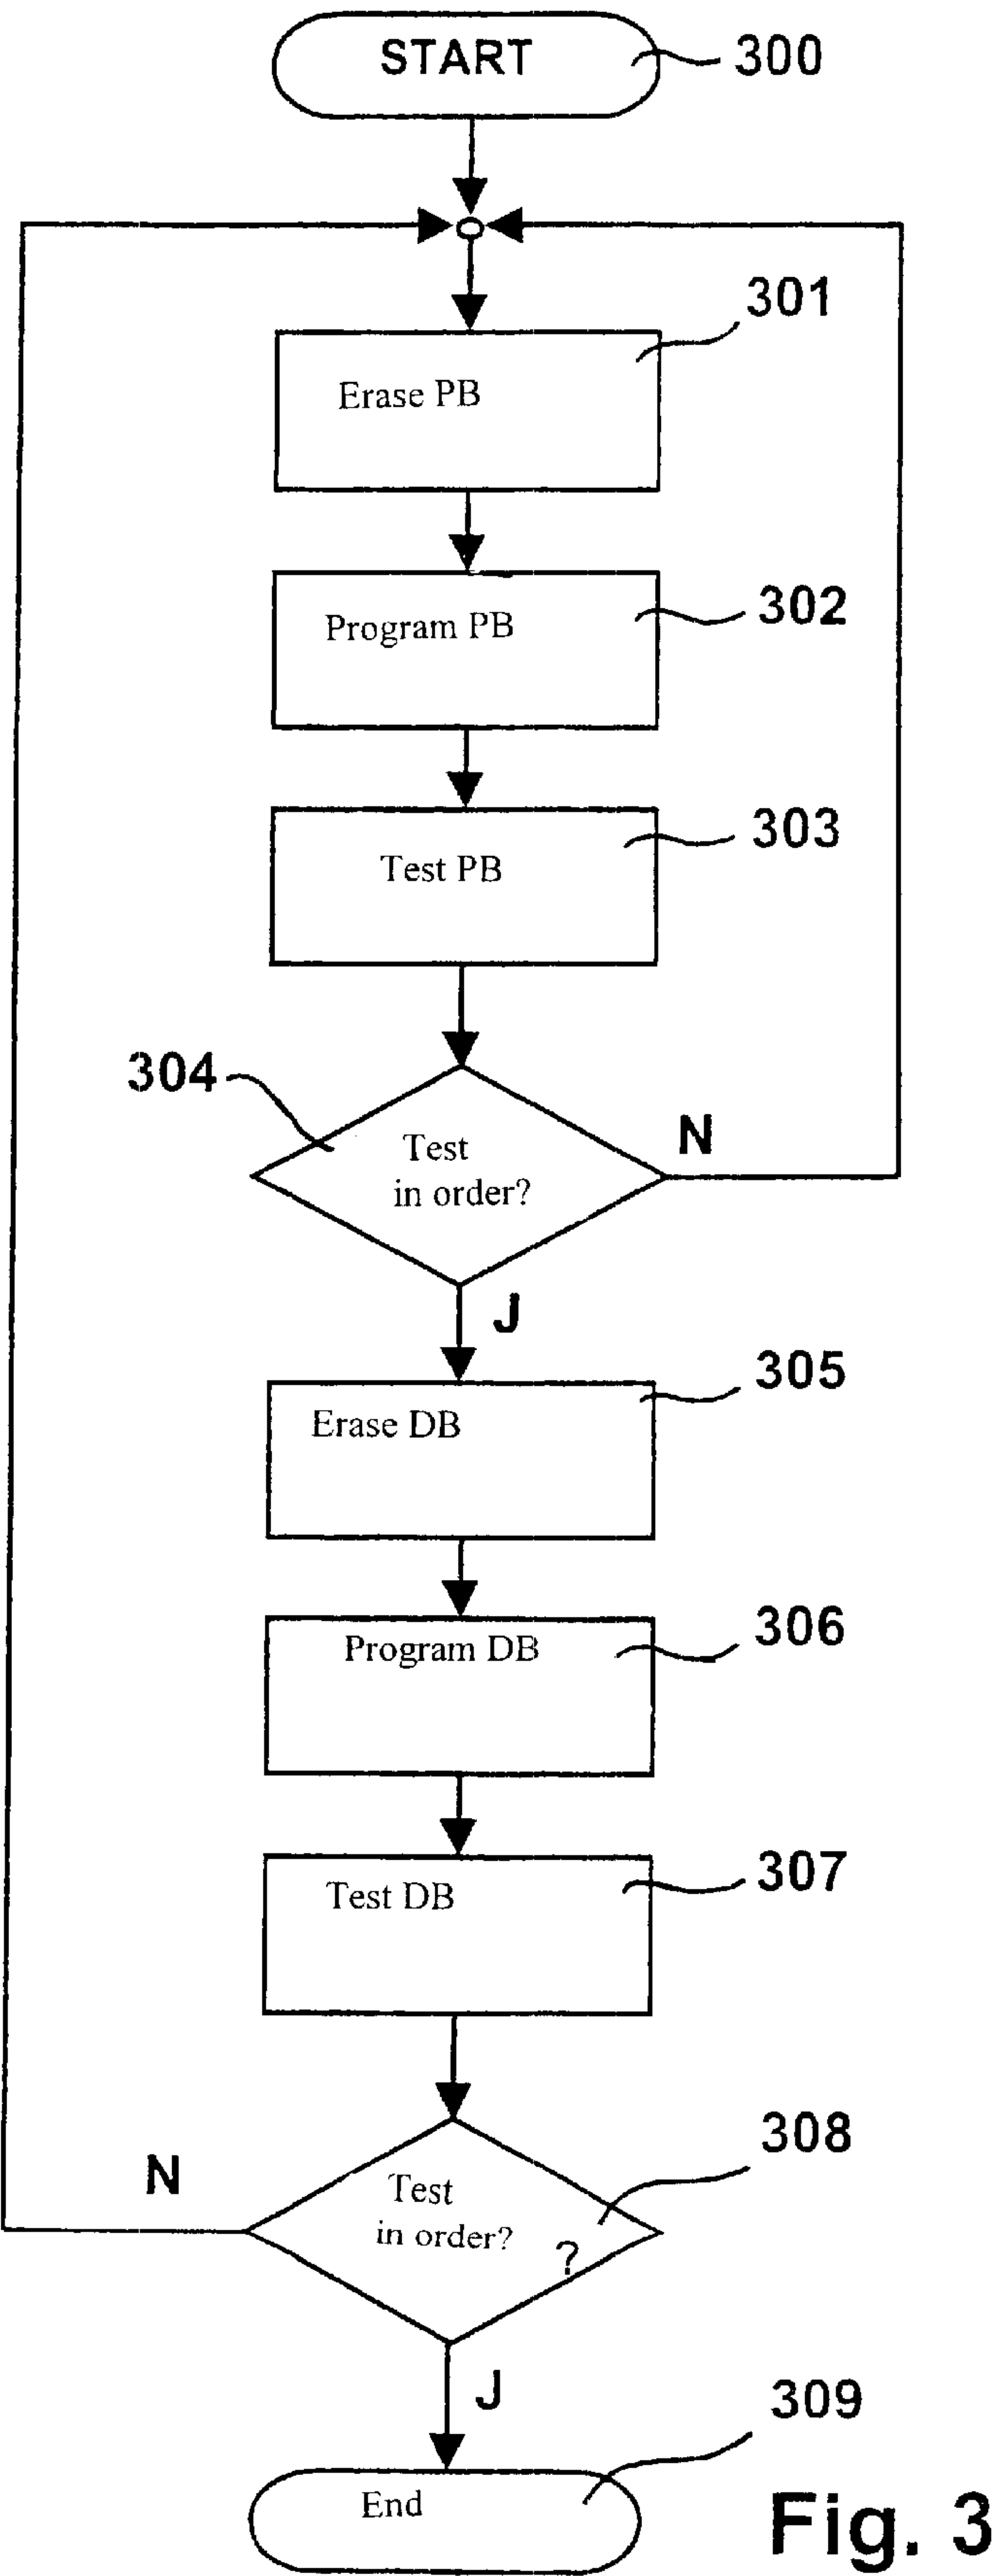 START
300
301
Erase PB
302
Program PB
303
Test PB
304
Test
in order?
N
J
305
Erase DB
306
Program DB
307
Test DB
308
Test
in order?
?
N
J
309
End
Fig. 3